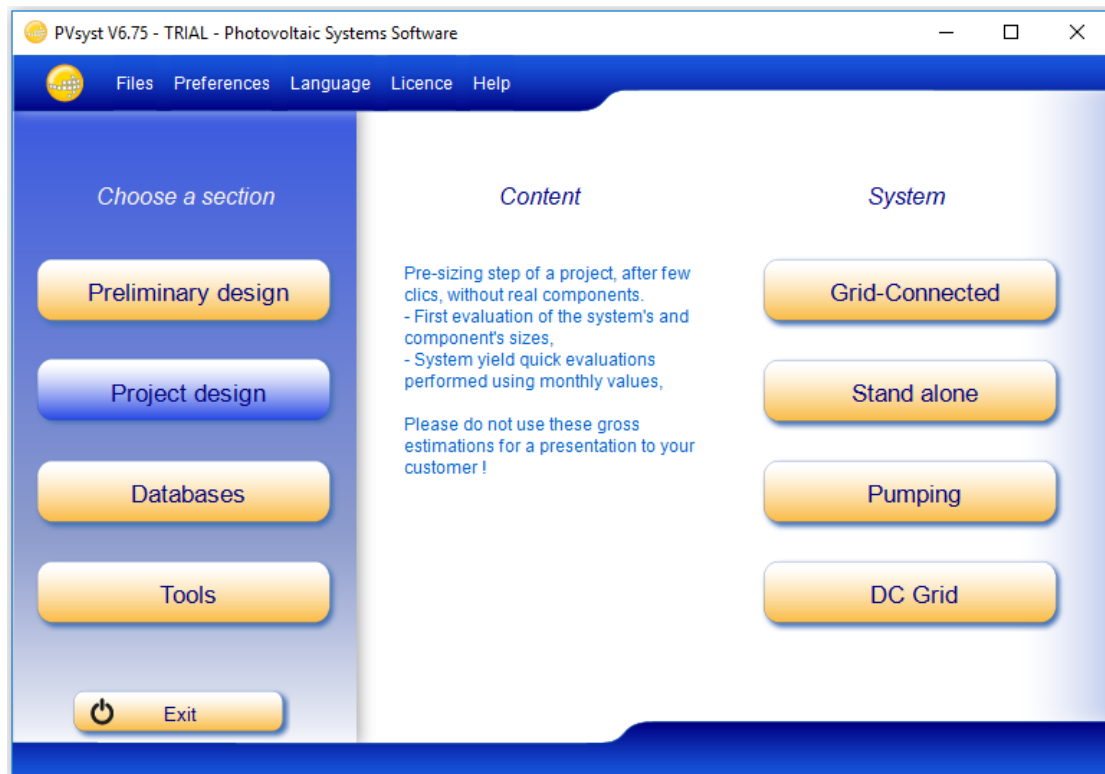 PVsyst V6.75 - TRIAL - Photovoltaic Systems Software
Files Preferences Language Licence Help
Choose a section
Preliminary design
Project design
Databases
Tools
Exit
Content
Pre-sizing step of a project, after few
clics, without real components.
- First evaluation of the system's and
component's sizes,
- System yield quick evaluations
performed using monthly values,
Please do not use these gross
estimations for a presentation to your
customer !
System
Grid-Connected
Stand alone
Pumping
DC Grid